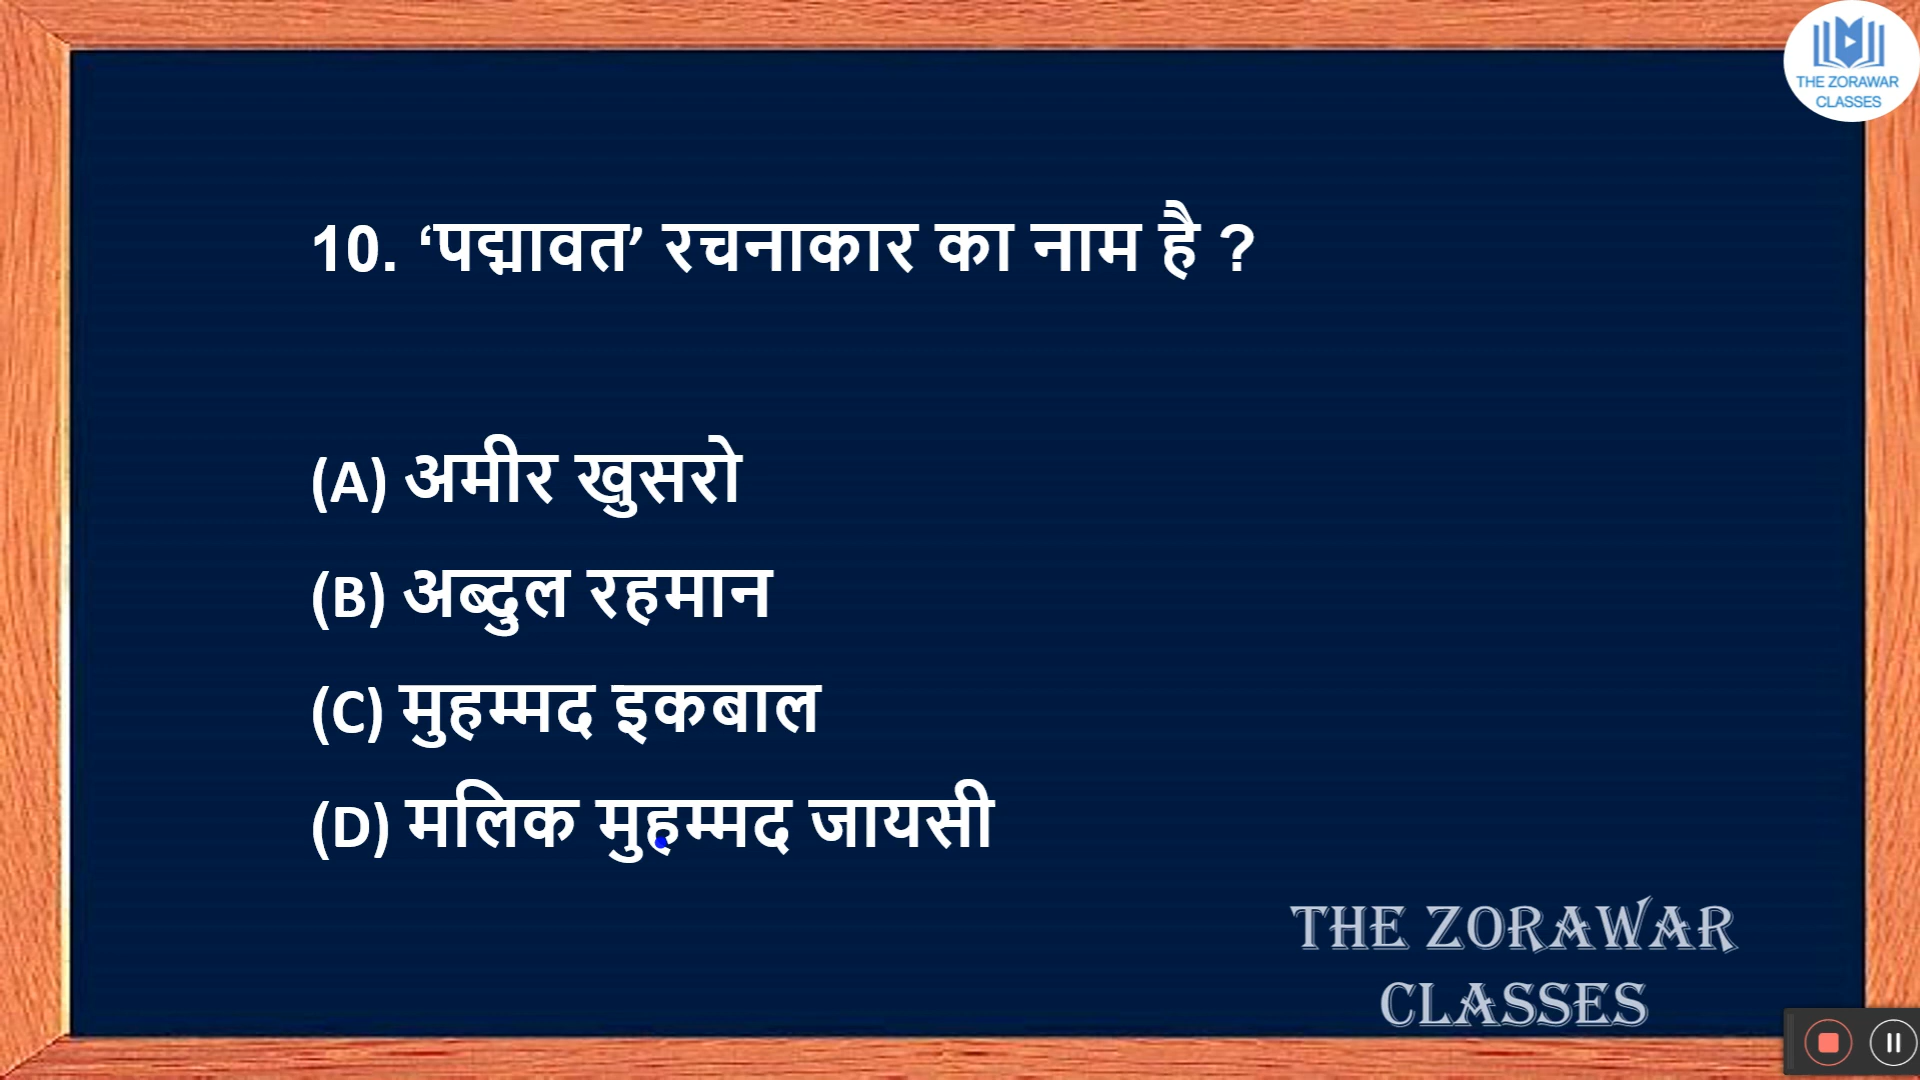 THE ZORAWAR
CLASSES
10. ‘पद्मावत’ रचनाकार का नाम है ?
(A) अमीर खुसरो
(B) अब्दुल रहमान
(C) मुहम्मद इकबाल
(D) मलिक मुहम्मद जायसी
THE ZORAWAR
CLASSES